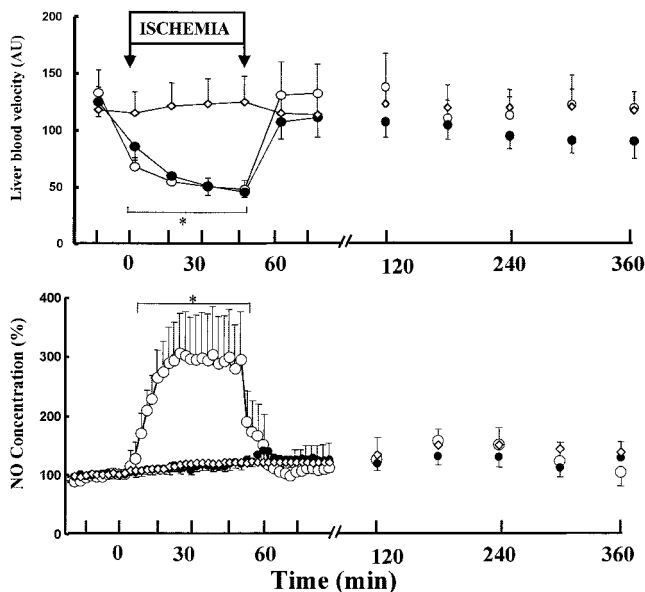 ISCHEMIA
Liver blood velocity (AU)
200
150
100
50
0
*
0 30 60 120 240 360
NO Concentration (%)
400
300
200
100
0
*
0 30 60 120 240 360
Time (min)